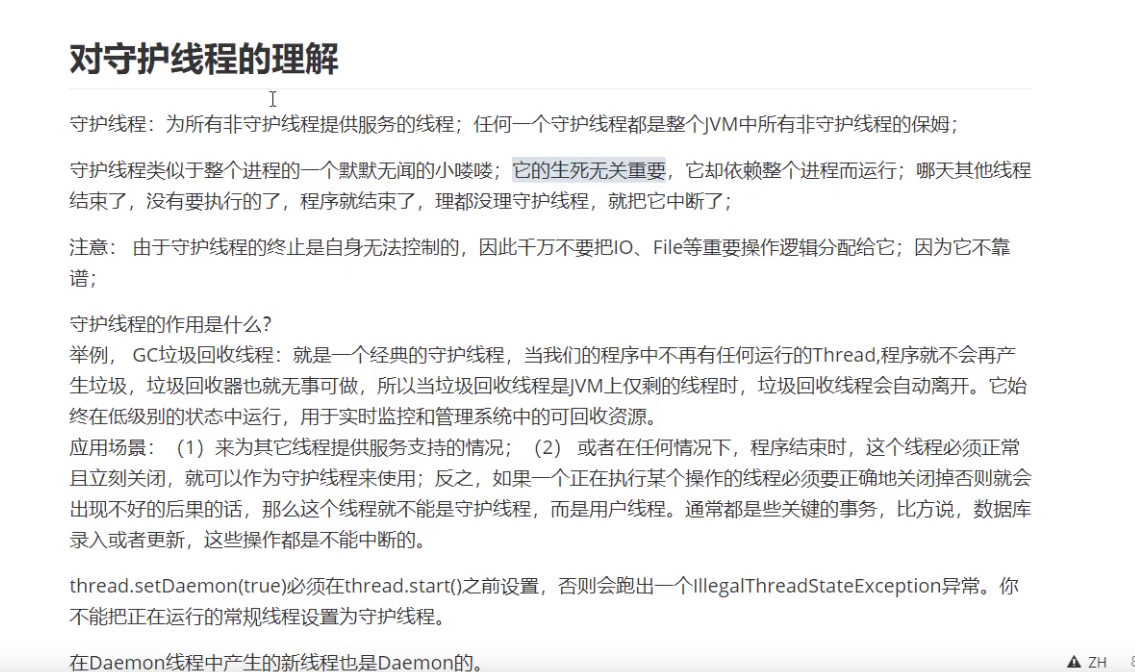 对守护线程的理解
守护线程：为所有非守护线程提供服务的线程；任何一个守护线程都是整个JVM中所有非守护线程的保姆；
守护线程类似于整个进程的一个默默无闻的小喽喽；它的生死无关重要，它却依赖整个进程而运行；哪天其他线程
结束了，没有要执行的了，程序就结束了，理都没理守护线程，就把它中断了；
注意： 由于守护线程的终止是自身无法控制的，因此千万不要把IO、File等重要操作逻辑分配给它；因为它不靠
谱；
守护线程的作用是什么？
举例， GC垃圾回收线程：就是一个经典的守护线程，当我们的程序中不再有任何运行的Thread,程序就不会再产
生垃圾，垃圾回收器也就无事可做，所以当垃圾回收线程是JVM上仅剩的线程时，垃圾回收线程会自动离开。它始
终在低级别的状态中运行，用于实时监控和管理系统中的可回收资源。
应用场景：（1）来为其它线程提供服务支持的情况；（2） 或者在任何情况下，程序结束时，这个线程必须正常
且立刻关闭，就可以作为守护线程来使用；反之，如果一个正在执行某个操作的线程必须要正确地关闭掉否则就会
出现不好的后果的话，那么这个线程就不能是守护线程，而是用户线程。通常都是些关键的事务，比方说，数据库
录入或者更新，这些操作都是不能中断的。
thread.setDaemon(true)必须在thread.start()之前设置，否则会跑出一个IllegalThreadStateException异常。你
不能把正在运行的常规线程设置为守护线程。
在Daemon线程中产生的新线程也是Daemon的。
ZH